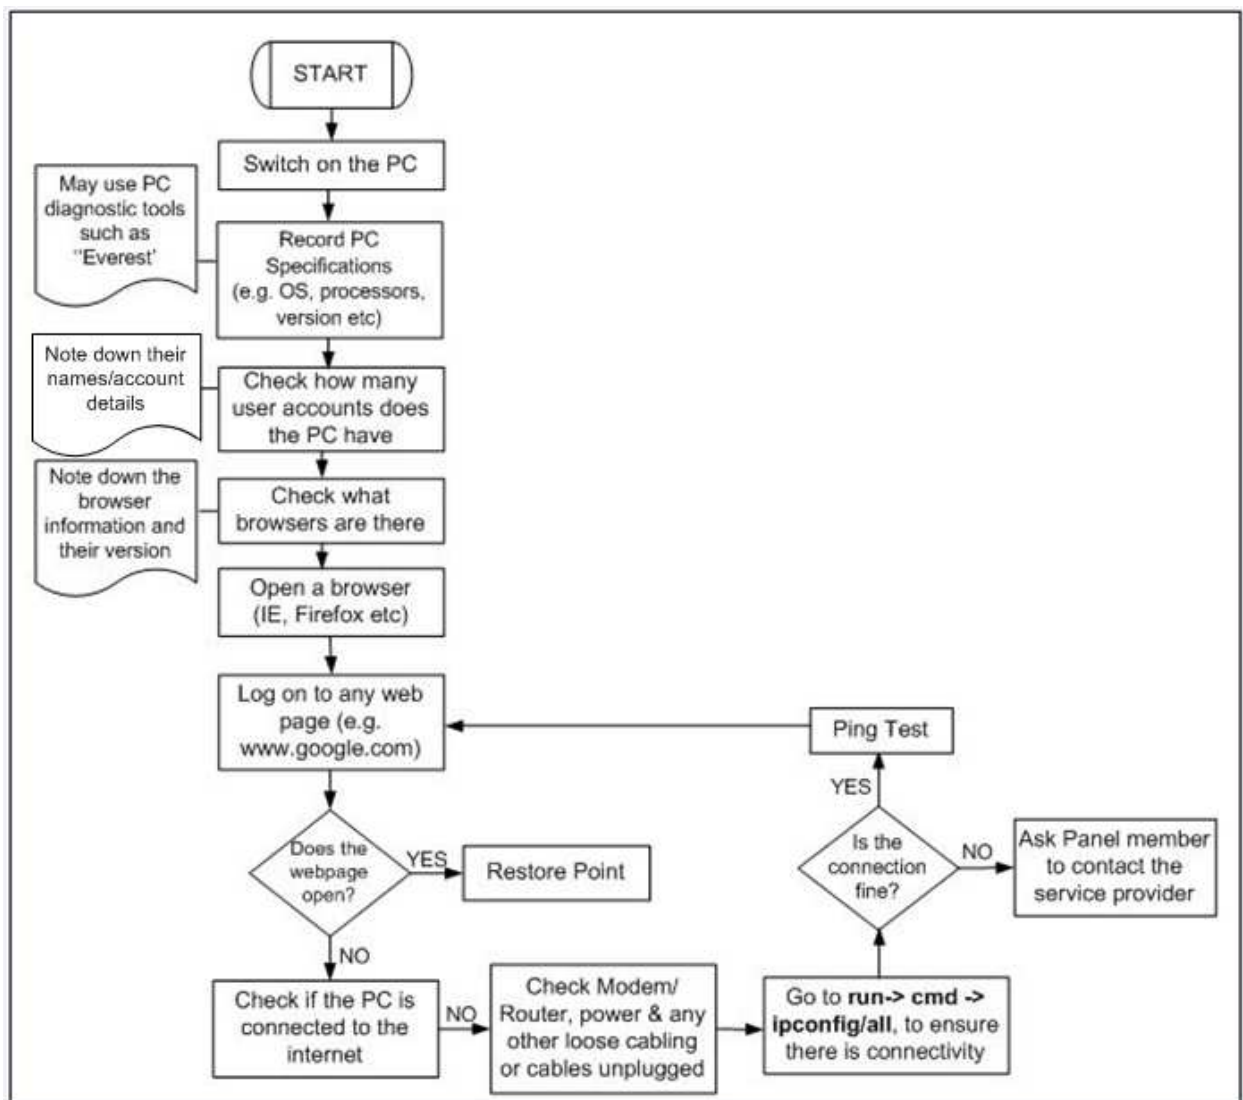 START
Switch on the PC
May use PC
diagnostic tools
such as
“Everest'
Record PC
Specifications
(e.g. OS, processors,
version etc)
Note down their
names/account
details
Check how many
user accounts does
the PC have
Note down the
browser
information and
their version
Check what
browsers are there
Open a browser
(IE, Firefox etc)
Log on to any web
page (e.g.
www.google.com)
Ping Test
YES
Does the
webpage
open?
YES
Restore Point
Is the
connection
fine?
NO
Ask Panel member
to contact the
service provider
NO
Check if the PC is
connected to the
internet
NO
Check Modem/
Router, power & any
other loose cabling
or cables unplugged
Go to run-> cmd ->
ipconfig/all, to ensure
there is connectivity